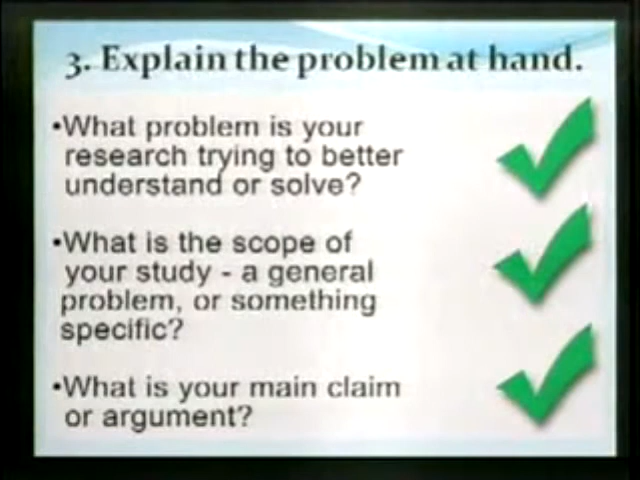 3. Explain the problem at hand.
•What problem is your
research trying to better
understand or solve?
•What is the scope of
your study - a general
problem, or something
specific?
•What is your main claim
or argument?